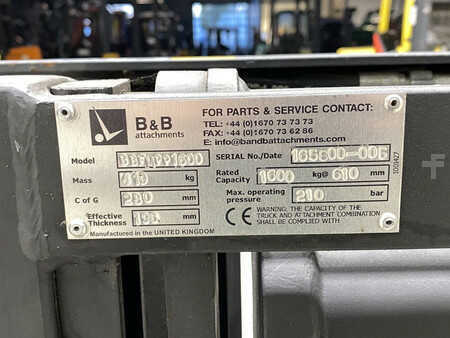 B&B
attachments
FOR PARTS & SERVICE CONTACT:
TEL: +44 (0)1670 73 73 73
FAX: +44 (0)1670 73 62 86
E: info@bandbattachments.com
Model
SERIAL No./Date 165600-00G
Mass kg
Rated Capacity 1600 kg@ 610 mm
C of G 230 mm
Max. operating pressure 210 bar
Effective Thickness mm
CE WARNING: THE CAPACITY OF THE
TRUCK AND ATTACHMENT COMBINATION
SHALL BE COMPLIED WITH
Manufactured in the UNITED KINGDOM